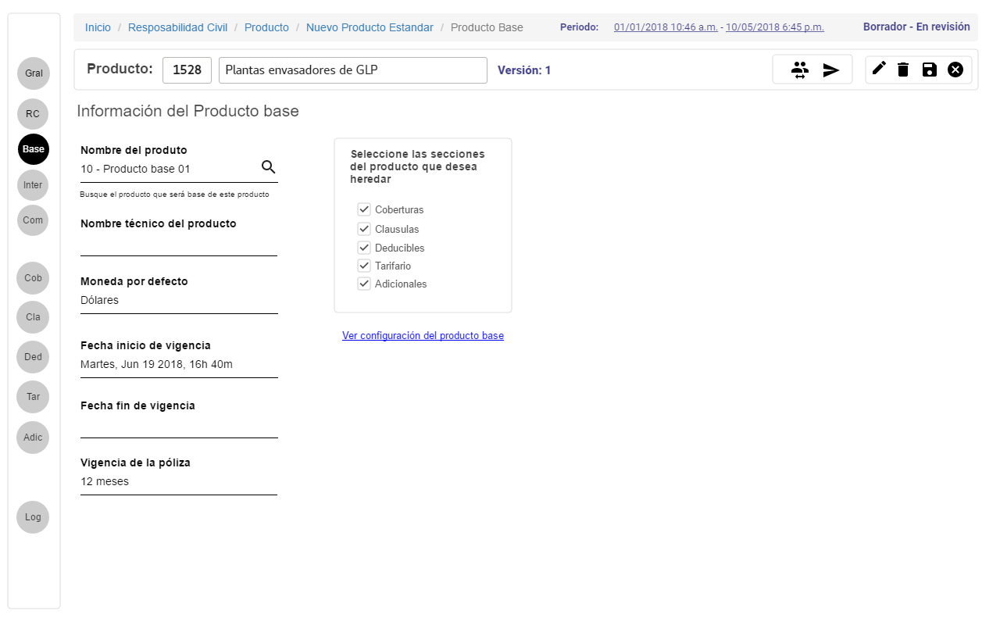 Inicio / Resposabilidad Civil / Producto / Nuevo Producto Estandar / Producto Base Periodo: 01/01/2018 10:46 a.m. - 10/05/2018 6:45 p.m. Borrador - En revisión
Producto: 1528 Plantas envasadores de GLP Versión: 1
Gral
RC
Base
Inter
Com
Cob
Cla
Ded
Tar
Adic
Log
Información del Producto base
Nombre del produto
10 - Producto base 01
Busque el producto que será base de este producto
Nombre técnico del producto
Moneda por defecto
Dólares
Fecha inicio de vigencia
Martes, Jun 19 2018, 16h 40m
Fecha fin de vigencia
Vigencia de la póliza
12 meses
Seleccione las secciones
del producto que desea
heredar
Coberturas
Clausulas
Deducibles
Tarifario
Adicionales
Ver configuración del producto base